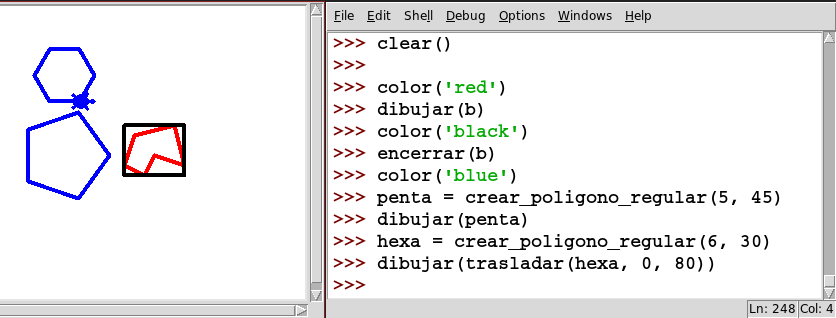 File Edit Shell Debug Options Windows Help
>>> clear()
>>>
>>> color('red')
>>> dibujar(b)
>>> color('black')
>>> encerrar(b)
>>> color('blue')
>>> penta = crear_poligono_regular(5, 45)
>>> dibujar(penta)
>>> hexa = crear_poligono_regular(6, 30)
>>> dibujar(trasladar(hexa, 0, 80))
>>>
Ln: 248 Col: 4